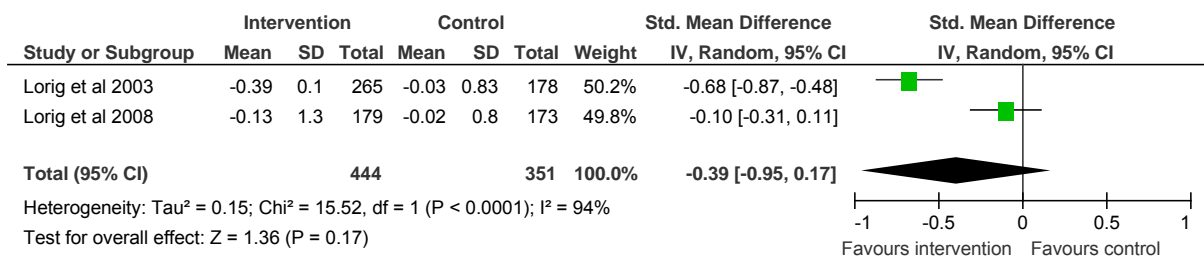 Intervention Control Std. Mean Difference Std. Mean Difference
Study or Subgroup Mean SD Total Mean SD Total Weight IV, Random, 95% CI IV, Random, 95% CI
Lorig et al 2003 -0.39 0.1 265 -0.03 0.83 178 50.2% -0.68 [-0.87, -0.48]
Lorig et al 2008 -0.13 1.3 179 -0.02 0.8 173 49.8% -0.10 [-0.31, 0.11]
Total (95% CI) 444 351 100.0% -0.39 [-0.95, 0.17]
Heterogeneity: Tau² = 0.15; Chi² = 15.52, df = 1 (P < 0.0001); I² = 94%
Test for overall effect: Z = 1.36 (P = 0.17)
-1 -0.5 0 0.5 1
Favours intervention Favours control